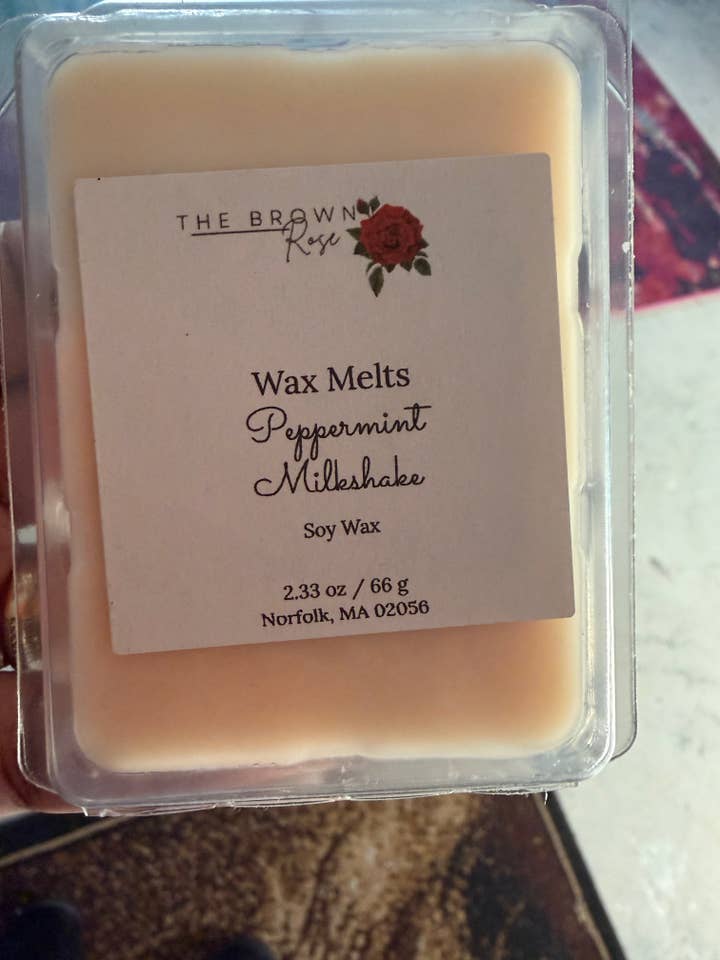 THE BROWN
Rose
Wax Melts
Peppermint
Milkshake
Soy Wax
2.33 oz / 66 g
Norfolk, MA 02056